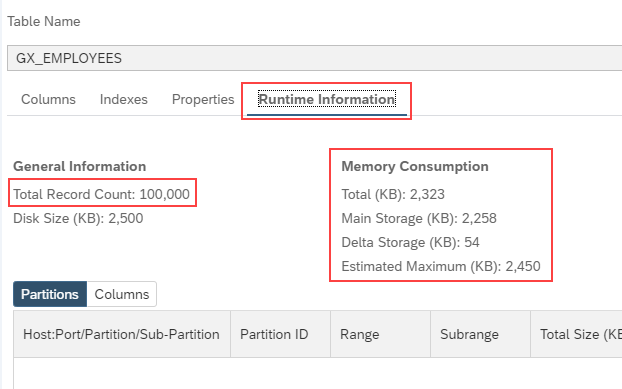 Table Name
GX_EMPLOYEES
Columns Indexes Properties Runtime Information
General Information
Total Record Count: 100,000
Disk Size (KB): 2,500
Memory Consumption
Total (KB): 2,323
Main Storage (KB): 2,258
Delta Storage (KB): 54
Estimated Maximum (KB): 2,450
Partitions Columns
Host:Port/Partition/Sub-Partition Partition ID Range Subrange Total Size (KB